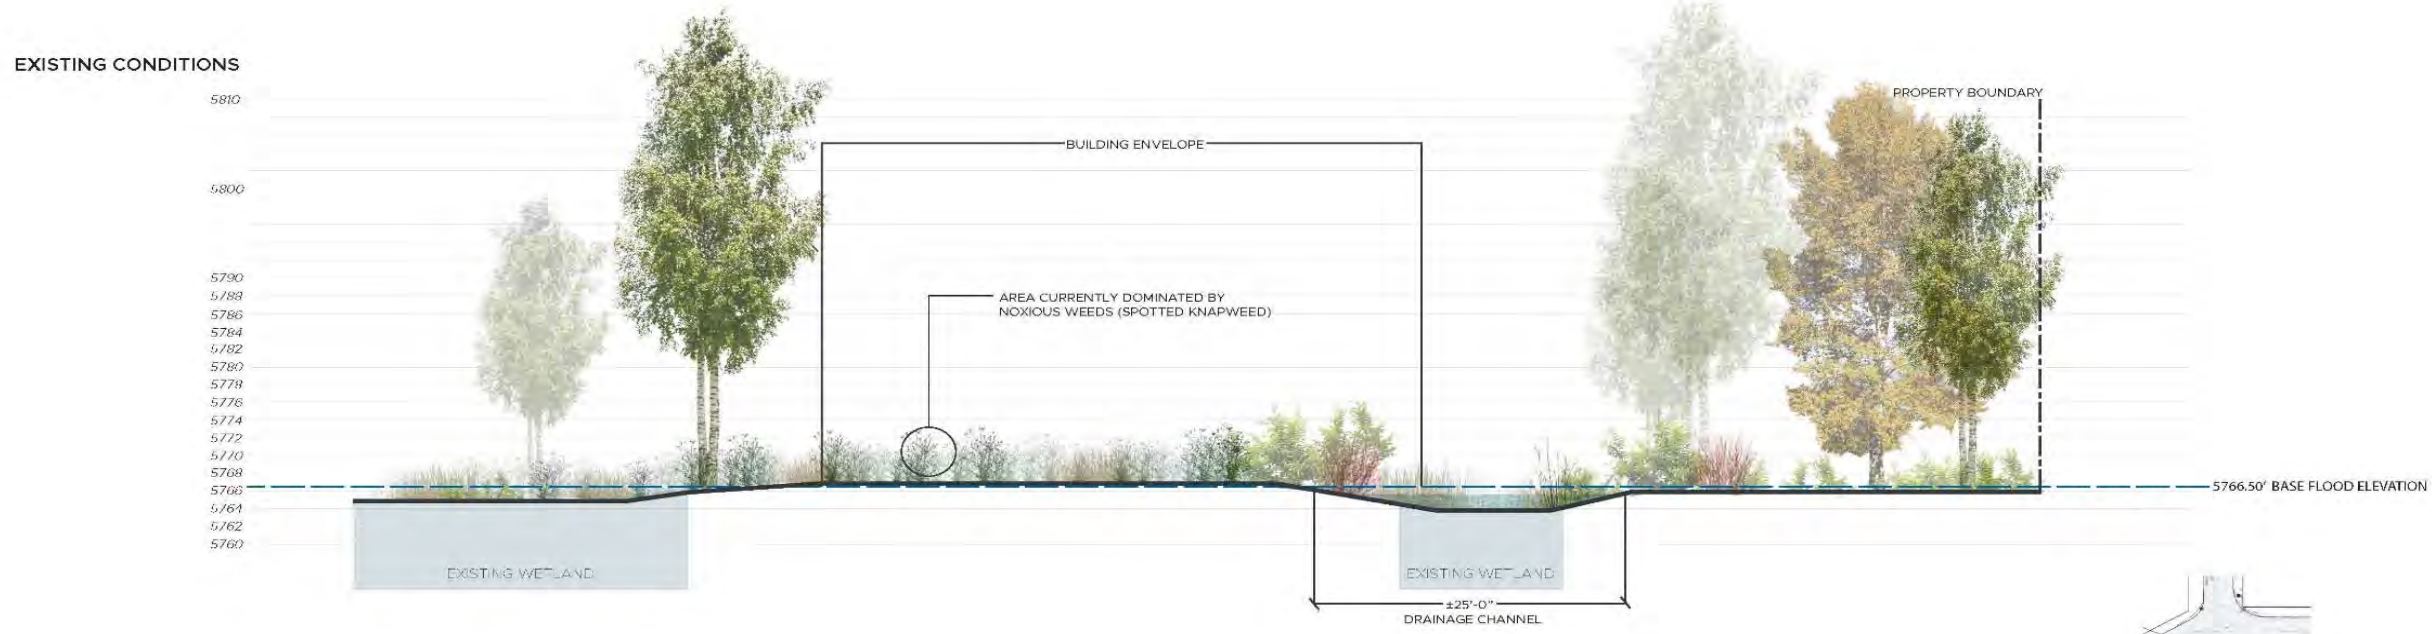 EXISTING CONDITIONS
PROPERTY BOUNDARY
5810
BUILDING ENVELOPE
5800
5790
5788
5786
5784
5782
5780
5778
5776
5774
5772
5770
5768
5766
5764
5762
5760
AREA CURRENTLY DOMINATED BY
NOXIOUS WEEDS (SPOTTED KNAPWEED)
5766.50' BASE FLOOD ELEVATION
EXISTING WETLAND
EXISTING WETLAND
±25'-0"
DRAINAGE CHANNEL